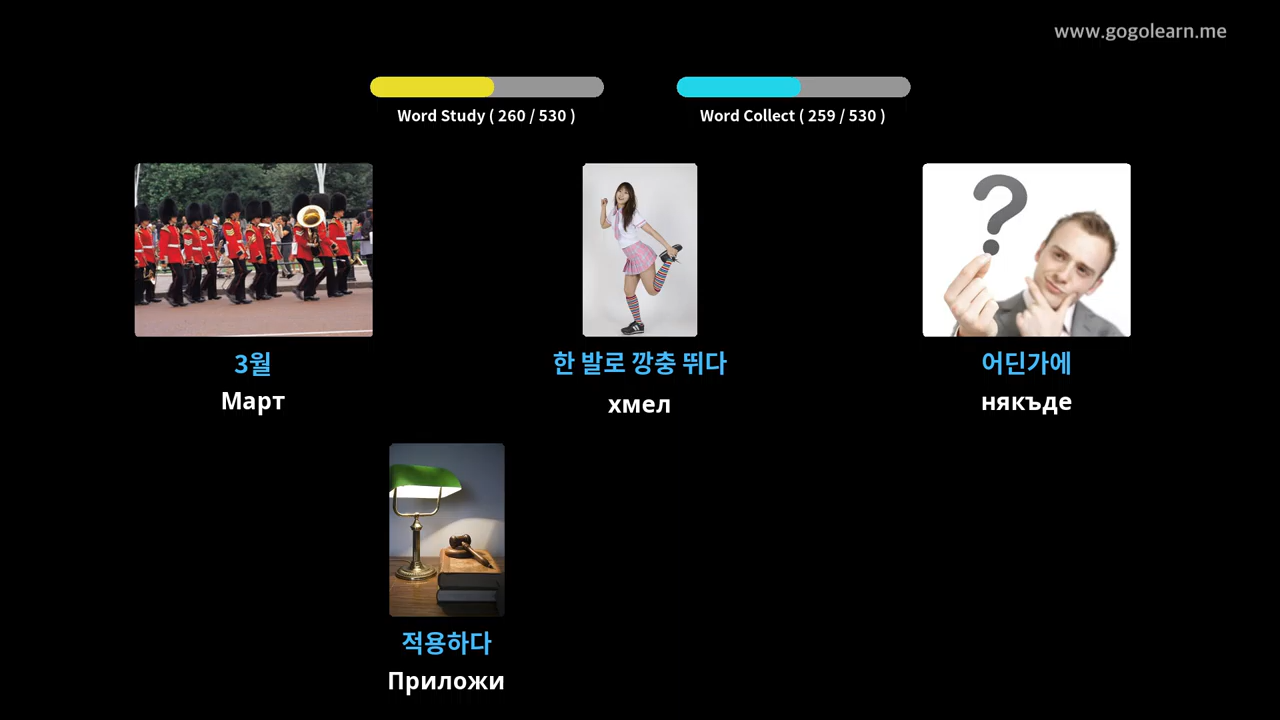 www.gogolearn.me
Word Study ( 260 / 530 )
Word Collect ( 259 / 530 )
3월
Март
한 발로 깡충 뛰다
хмел
어딘가에
някъде
적용하다
Приложи